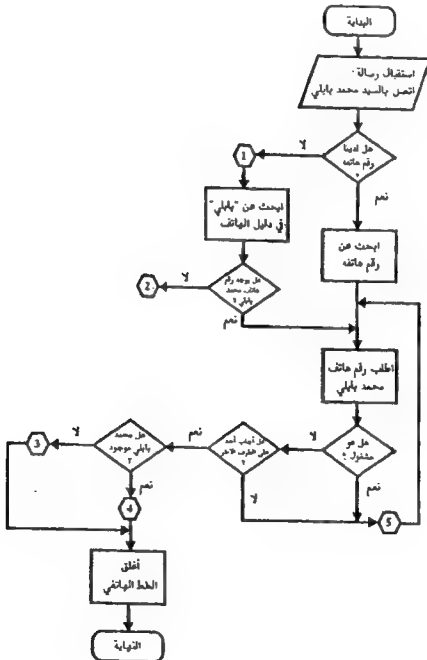 البداية
استقبال رسالة :
اتصل بالسيد محمد بابلي
هل لدينا
رقم هاتفه
؟
لا
1
نعم
ابحث عن "بابلي"
في دليل الهاتف
ابحث عن
رقم هاتفه
هل يوجد رقم
هاتف محمد
بابلي ؟
لا
2
نعم
اطلب رقم هاتف
محمد بابلي
هل هو
مشغول ؟
لا
نعم
هل أجاب أحد
على الطرف الآخر
؟
نعم
لا
هل محمد
بابلي موجود
؟
لا
3
نعم
4
5
أغلق
الخط الهاتفي
النهاية